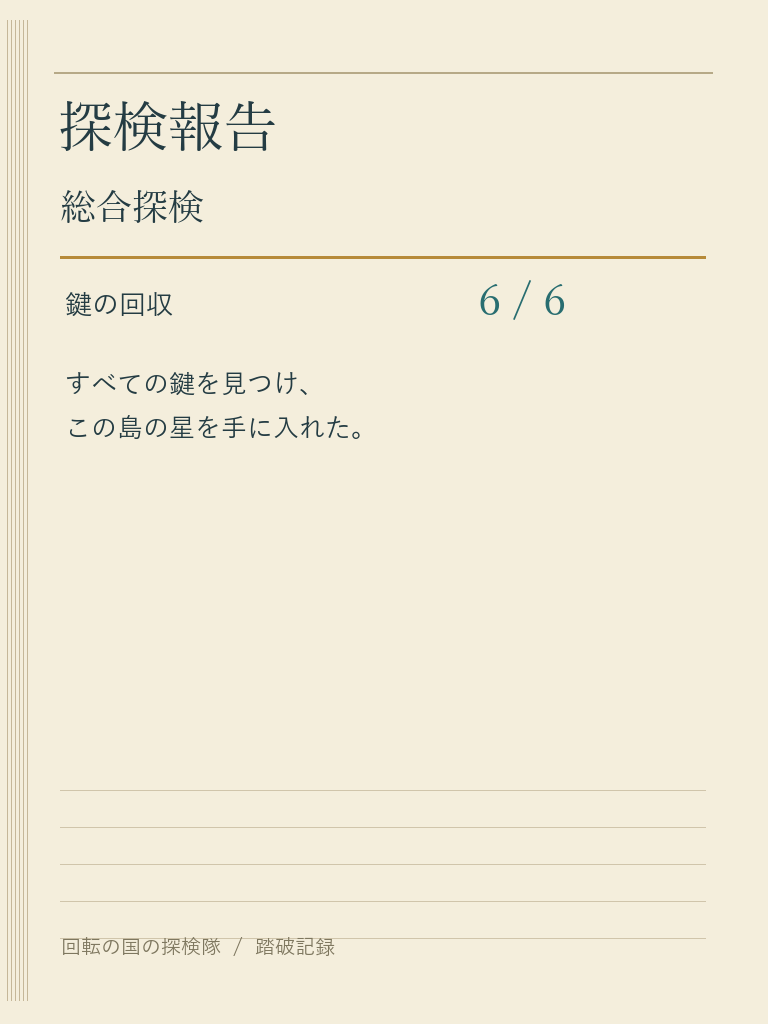 探検報告
総合探検
鍵の回収 6 / 6
すべての鍵を見つけ、
この島の星を手に入れた。
回転の国の探検隊 / 踏破記録